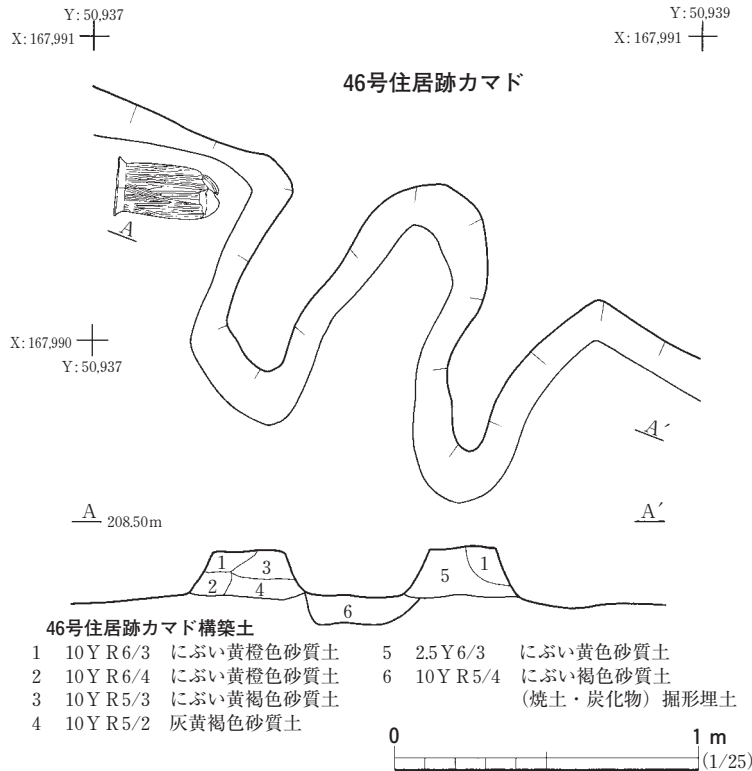 Y: 50,937
X: 167,991
Y: 50,939
X: 167,991
46号住居跡カマド
A
X: 167,990
Y: 50,937
A′
A 208.50m
A′
1
3
2
4
5
1
6
46号住居跡カマド構築土
1 10ＹＲ6/3 にぶい黄橙色砂質土
2 10ＹＲ6/4 にぶい黄橙色砂質土
3 10ＹＲ5/3 にぶい黄褐色砂質土
4 10ＹＲ5/2 灰黄褐色砂質土
5 2.5Ｙ6/3 にぶい黄色砂質土
6 10ＹＲ5/4 にぶい褐色砂質土
(焼土・炭化物) 掘形埋土
0 1 m
(1/25)